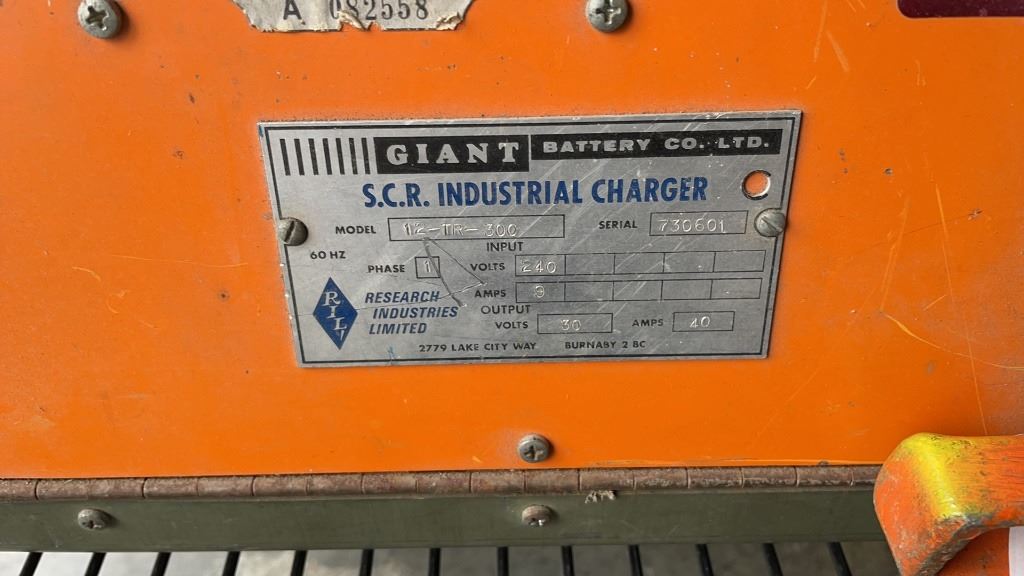 A 082558
GIANT BATTERY CO. LTD.
S.C.R. INDUSTRIAL CHARGER
MODEL 12-TR-300 SERIAL 730601
60 HZ
INPUT
PHASE 1 VOLTS 240
AMPS 9
RIL
RESEARCH INDUSTRIES LIMITED
OUTPUT
VOLTS 30 AMPS 40
2779 LAKE CITY WAY BURNABY 2 BC